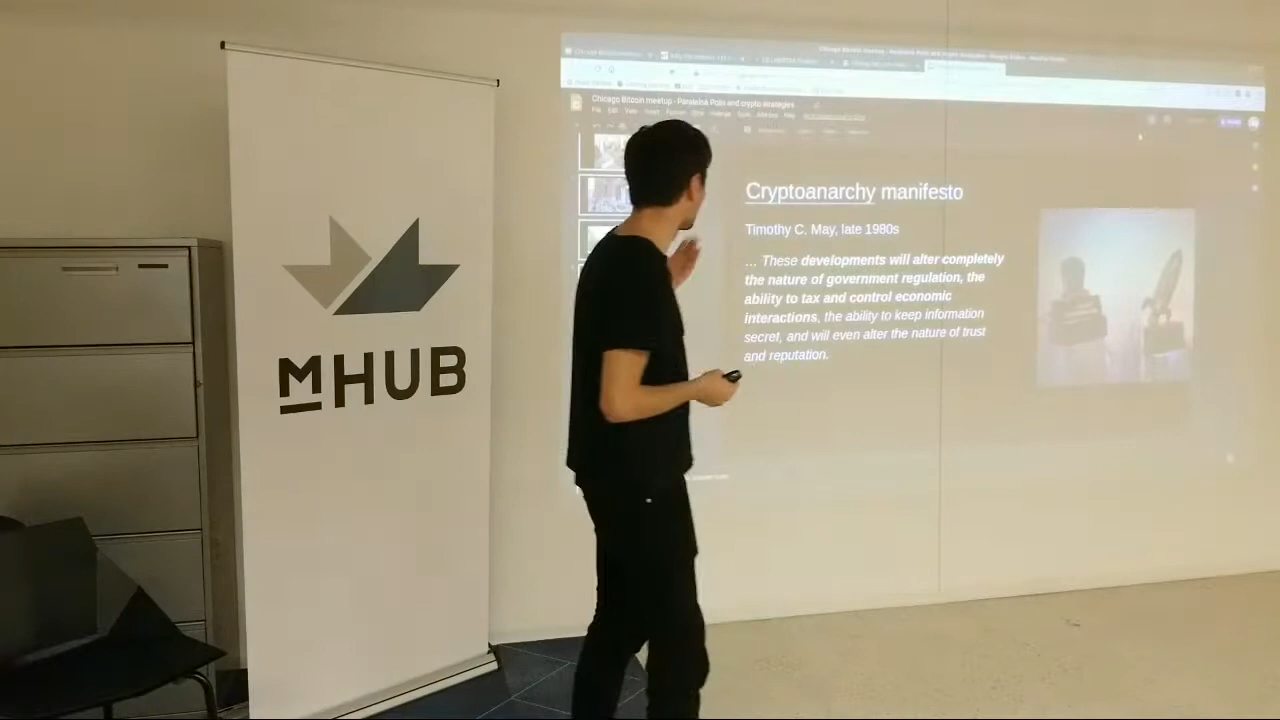 MHUB
Chicago Bitcoin meetup - Paralelná Polis and crypto strategies
Cryptoanarchy manifesto
Timothy C. May, late 1980s
… These developments will alter completely
the nature of government regulation, the
ability to tax and control economic
interactions, the ability to keep information
secret, and will even alter the nature of trust
and reputation.